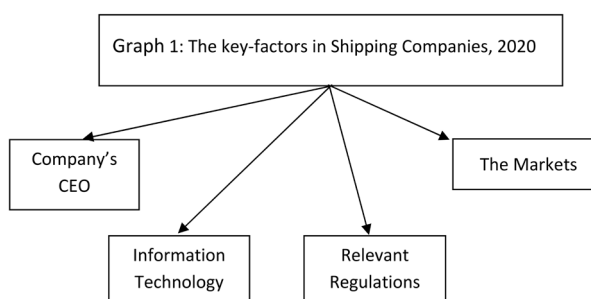 Graph 1: The key-factors in Shipping Companies, 2020
Company's
CEO
The Markets
Information
Technology
Relevant
Regulations